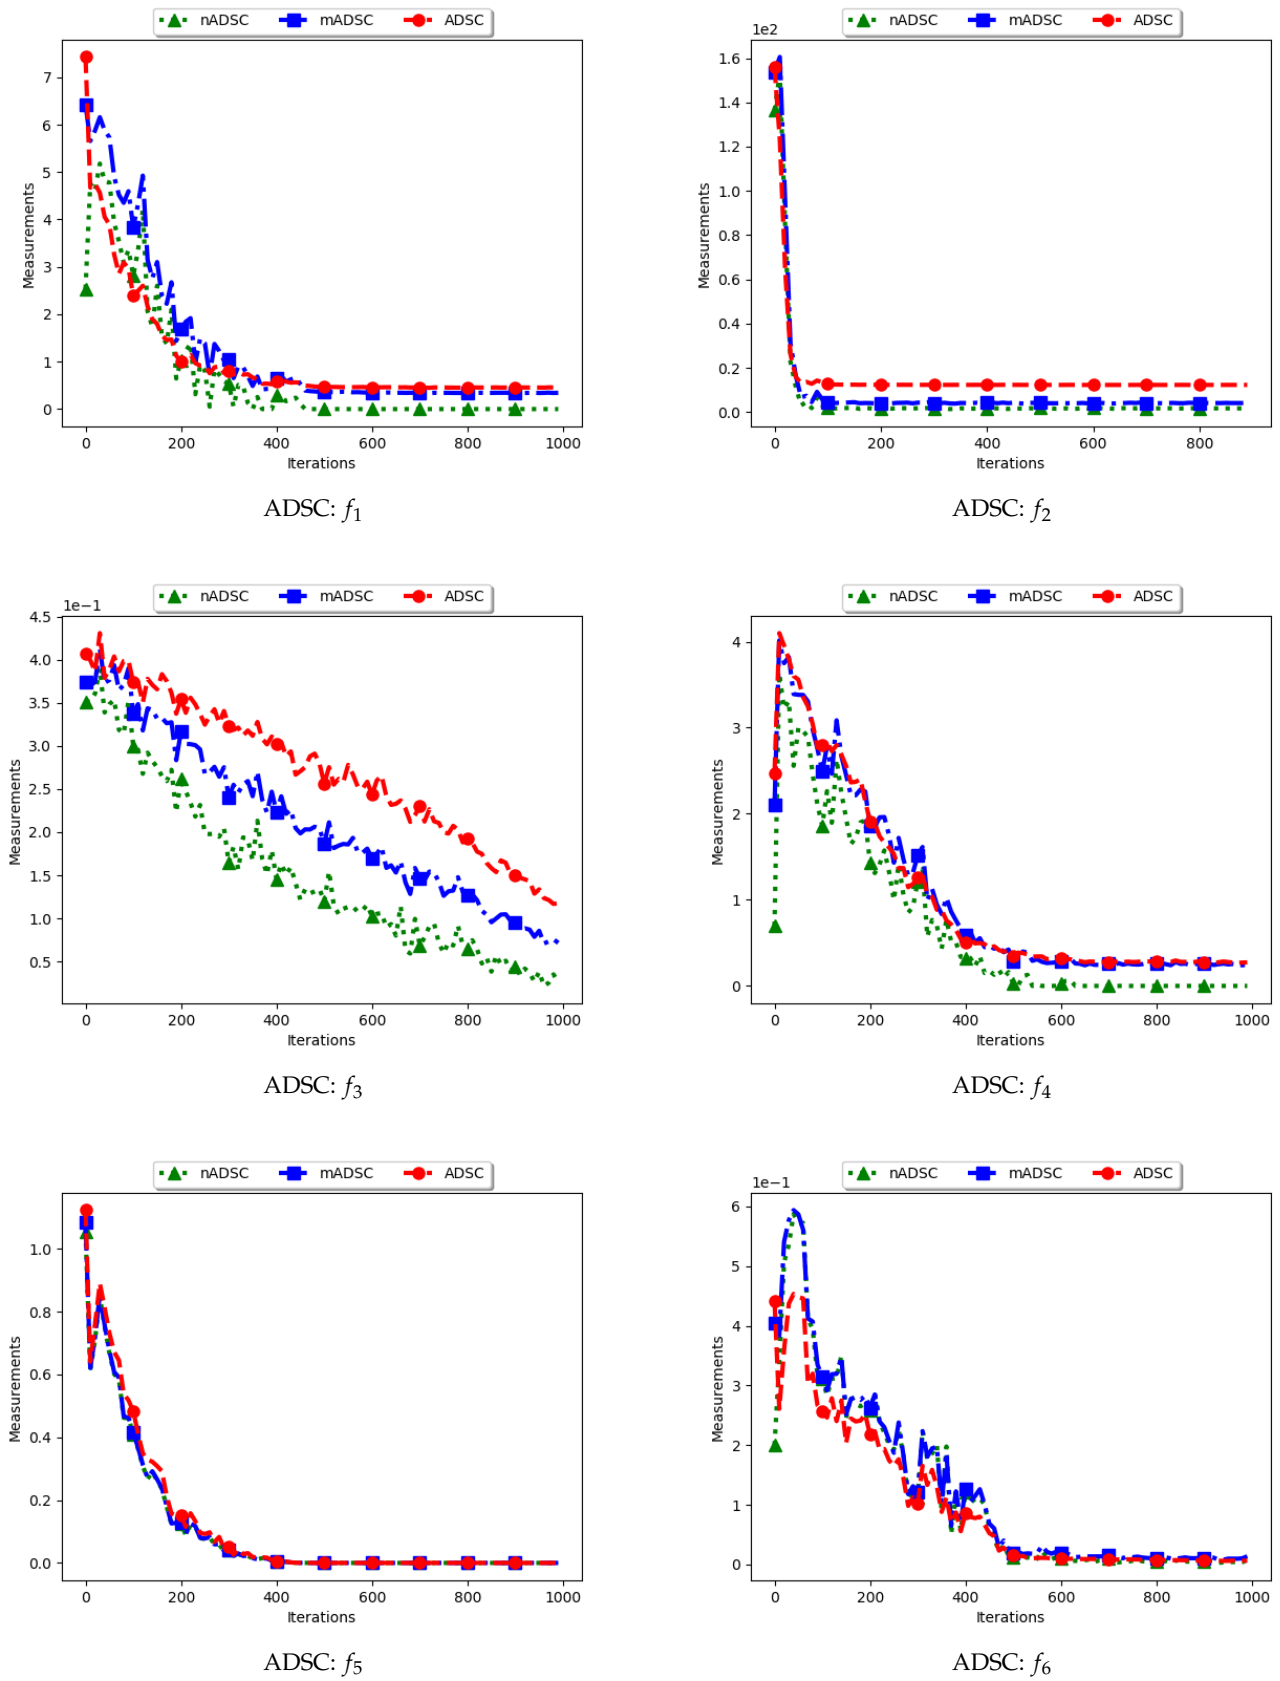 nADSC mADSC ADSC
7
6
5
4
3
2
1
0
Measurements
0 200 400 600 800 1000
Iterations
ADSC: f1
nADSC mADSC ADSC
1e2
1.6
1.4
1.2
1.0
0.8
0.6
0.4
0.2
0.0
Measurements
0 200 400 600 800
Iterations
ADSC: f2
nADSC mADSC ADSC
1e−1
4.5
4.0
3.5
3.0
2.5
2.0
1.5
1.0
0.5
Measurements
0 200 400 600 800 1000
Iterations
ADSC: f3
nADSC mADSC ADSC
4
3
2
1
0
Measurements
0 200 400 600 800 1000
Iterations
ADSC: f4
nADSC mADSC ADSC
1.0
0.8
0.6
0.4
0.2
0.0
Measurements
0 200 400 600 800 1000
Iterations
ADSC: f5
nADSC mADSC ADSC
1e−1
6
5
4
3
2
1
0
Measurements
0 200 400 600 800 1000
Iterations
ADSC: f6